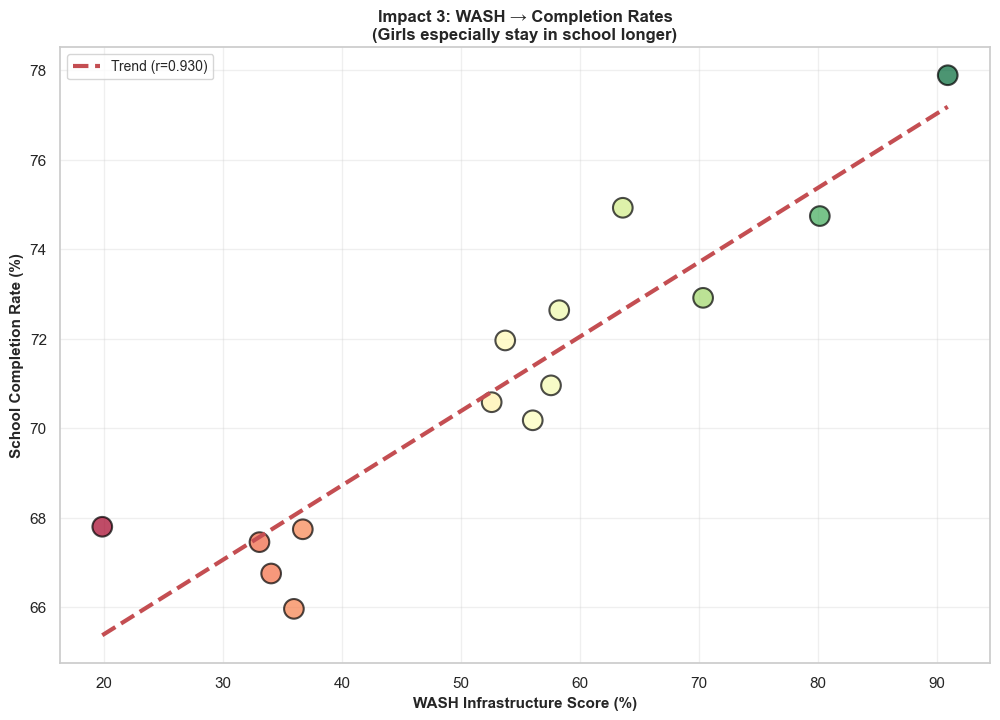 Impact 3: WASH → Completion Rates
(Girls especially stay in school longer)
Trend (r=0.930)
School Completion Rate (%)
78
76
74
72
70
68
66
20 30 40 50 60 70 80 90
WASH Infrastructure Score (%)